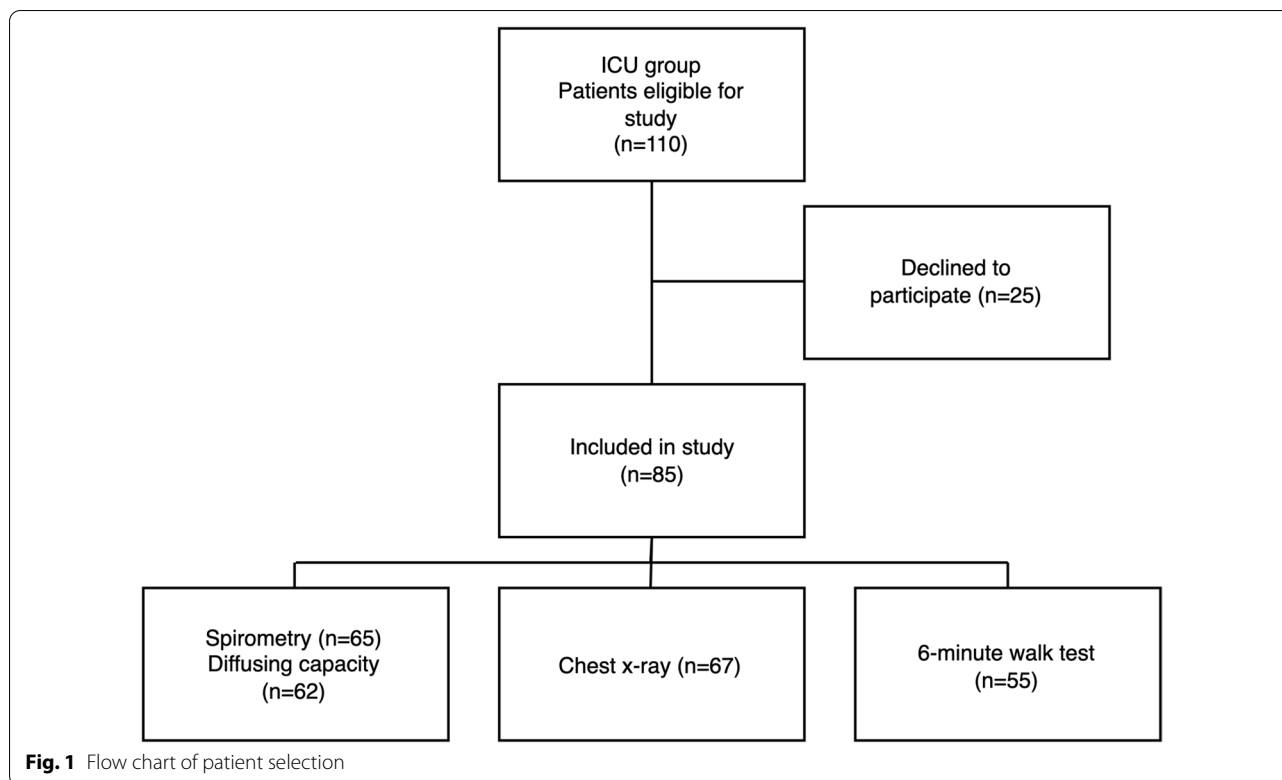 ICU group
Patients eligible for
study
(n=110)
Declined to
participate (n=25)
Included in study
(n=85)
Spirometry (n=65)
Diffusing capacity
(n=62)
Chest x-ray (n=67)
6-minute walk test
(n=55)
Fig. 1 Flow chart of patient selection